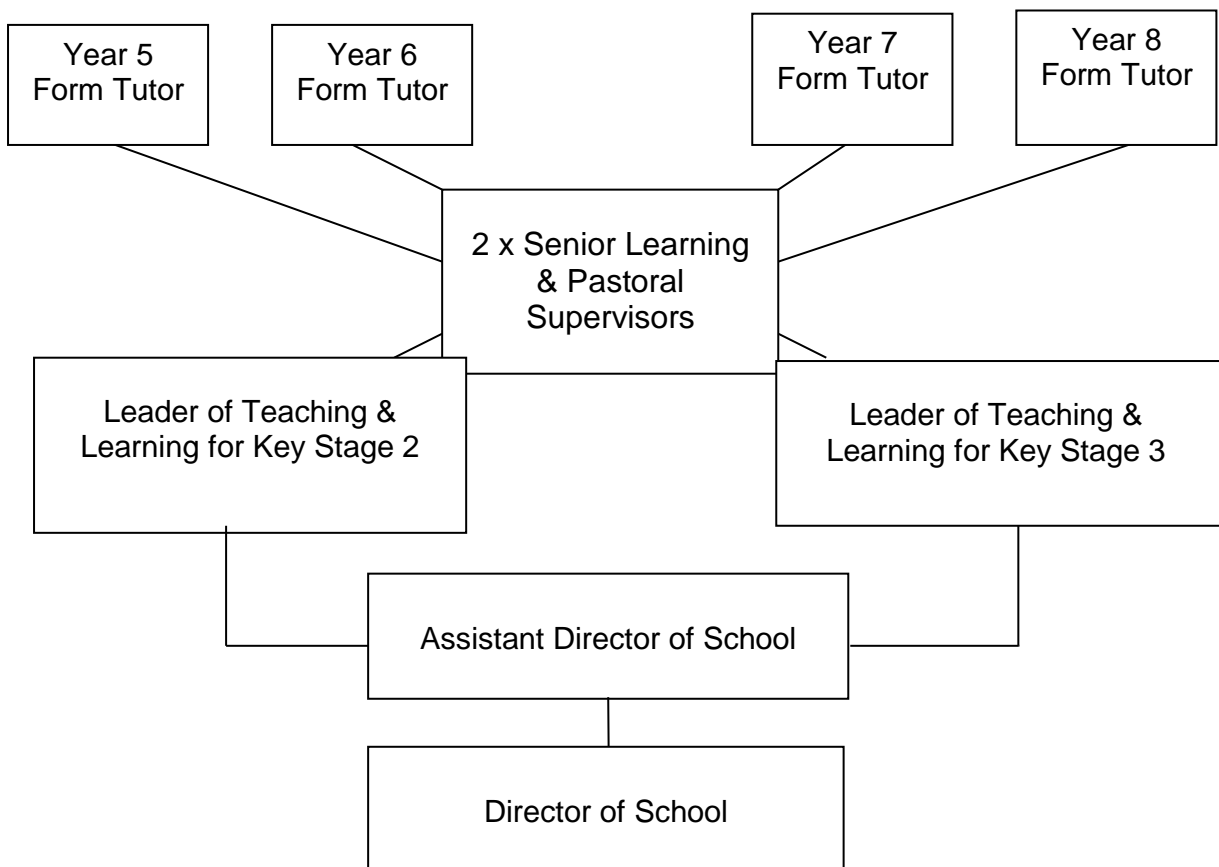 Year 5
Form Tutor
Year 6
Form Tutor
Year 7
Form Tutor
Year 8
Form Tutor
2 x Senior Learning
& Pastoral
Supervisors
Leader of Teaching &
Learning for Key Stage 2
Leader of Teaching &
Learning for Key Stage 3
Assistant Director of School
Director of School